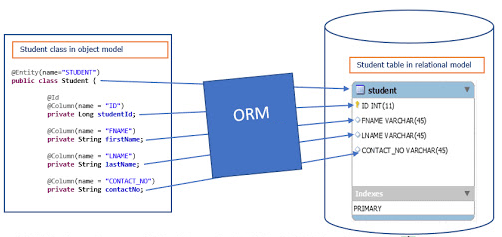 Student class in object model
@Entity(name="STUDENT")
public class Student {
@Id
@Column(name = "ID")
private Long studentId;
@Column(name = "FNAME")
private String firstName;
@Column(name = "LNAME")
private String lastName;
@Column(name = "CONTACT_NO")
private String contactNo;
ORM
Student table in relational model
student
ID INT(11)
FNAME VARCHAR(45)
LNAME VARCHAR(45)
CONTACT_NO VARCHAR(45)
Indexes
PRIMARY